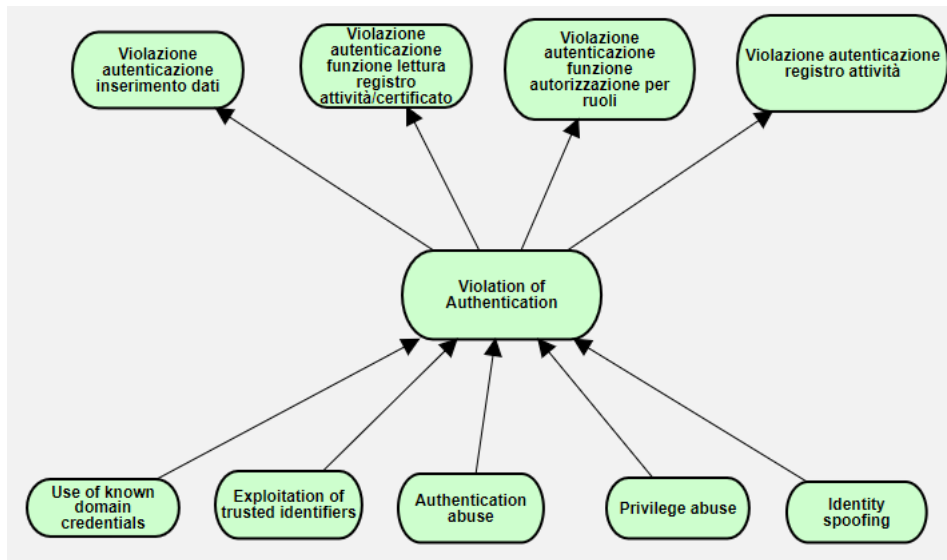 Violazione
autenticazione
inserimento dati
Violazione
autenticazione
funzione lettura
registro
attività/certificato
Violazione
autenticazione
funzione
autorizzazione per
ruoli
Violazione autenticazione
registro attività
Violation of
Authentication
Use of known
domain
credentials
Exploitation of
trusted identifiers
Authentication
abuse
Privilege abuse
Identity
spoofing